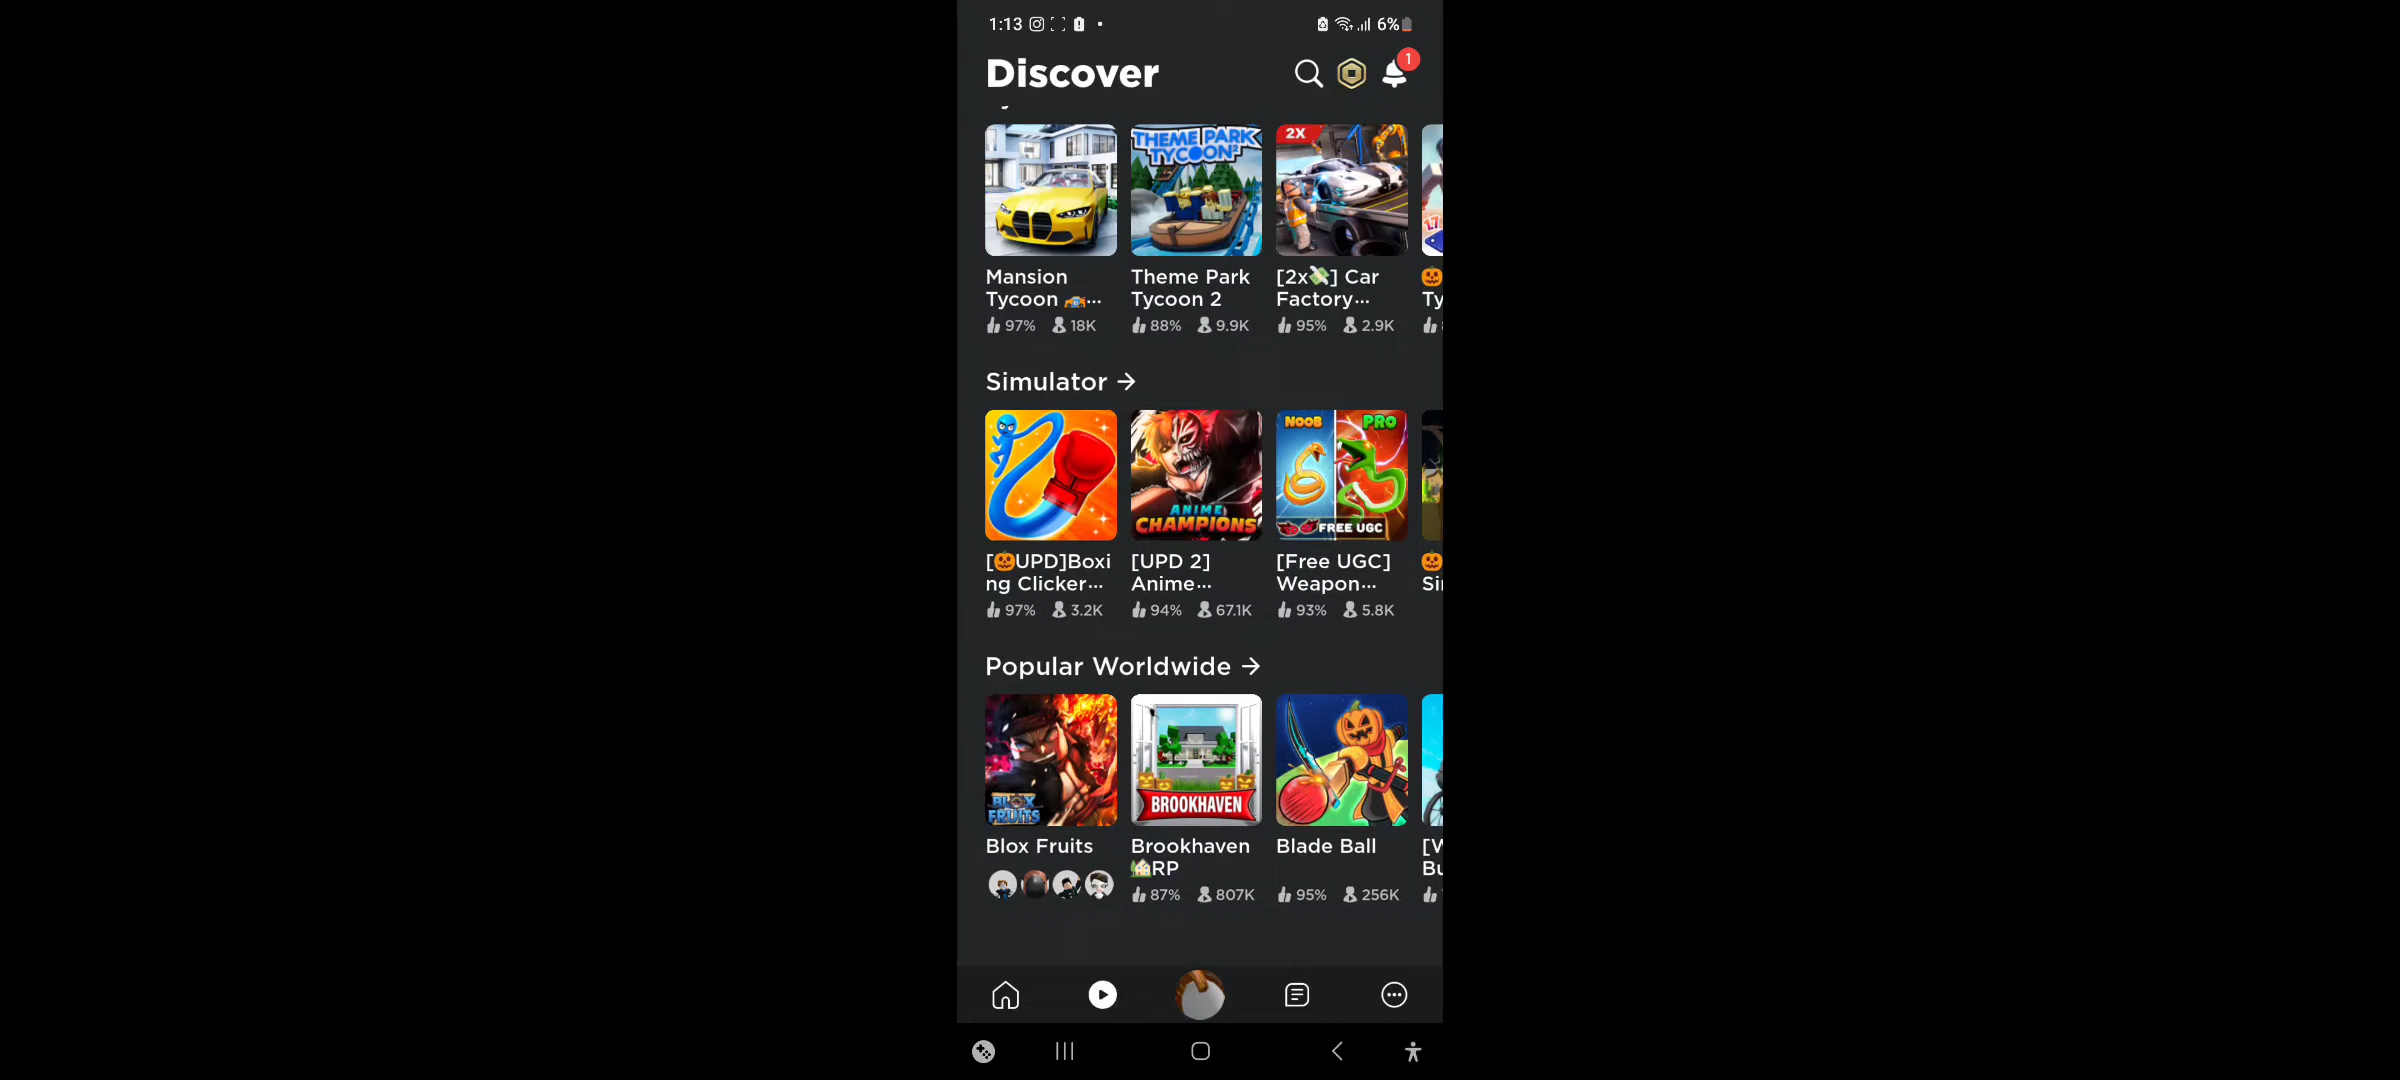 1:13
6%
Discover
1
THEME PARK
TYCOON 2
2X
Mansion
Tycoon 🚗...
97% 18K
Theme Park
Tycoon 2
88% 9.9K
[2x💸] Car
Factory...
95% 2.9K
🎃
Ty
Simulator →
NOOB PRO
ANIME
CHAMPIONS
FREE UGC
[🎃UPD]Boxi
ng Clicker...
97% 3.2K
[UPD 2]
Anime...
94% 67.1K
[Free UGC]
Weapon...
93% 5.8K
🎃
Sir
Popular Worldwide →
BLOX
FRUITS
BROOKHAVEN
Blox Fruits
Brookhaven
🏡RP
87% 807K
Blade Ball
95% 256K
[W
Bu